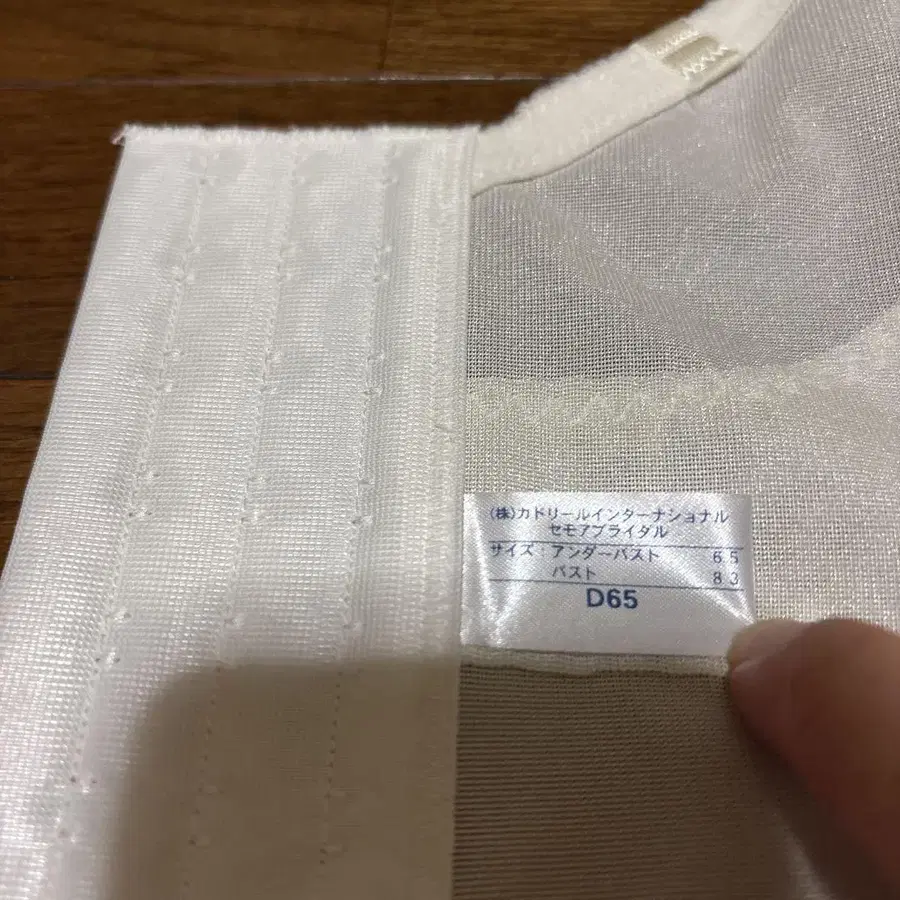 (株)カドリールインターナショナル
セモアブライダル
サイズ：アンダーバスト 65
バスト 83
D65